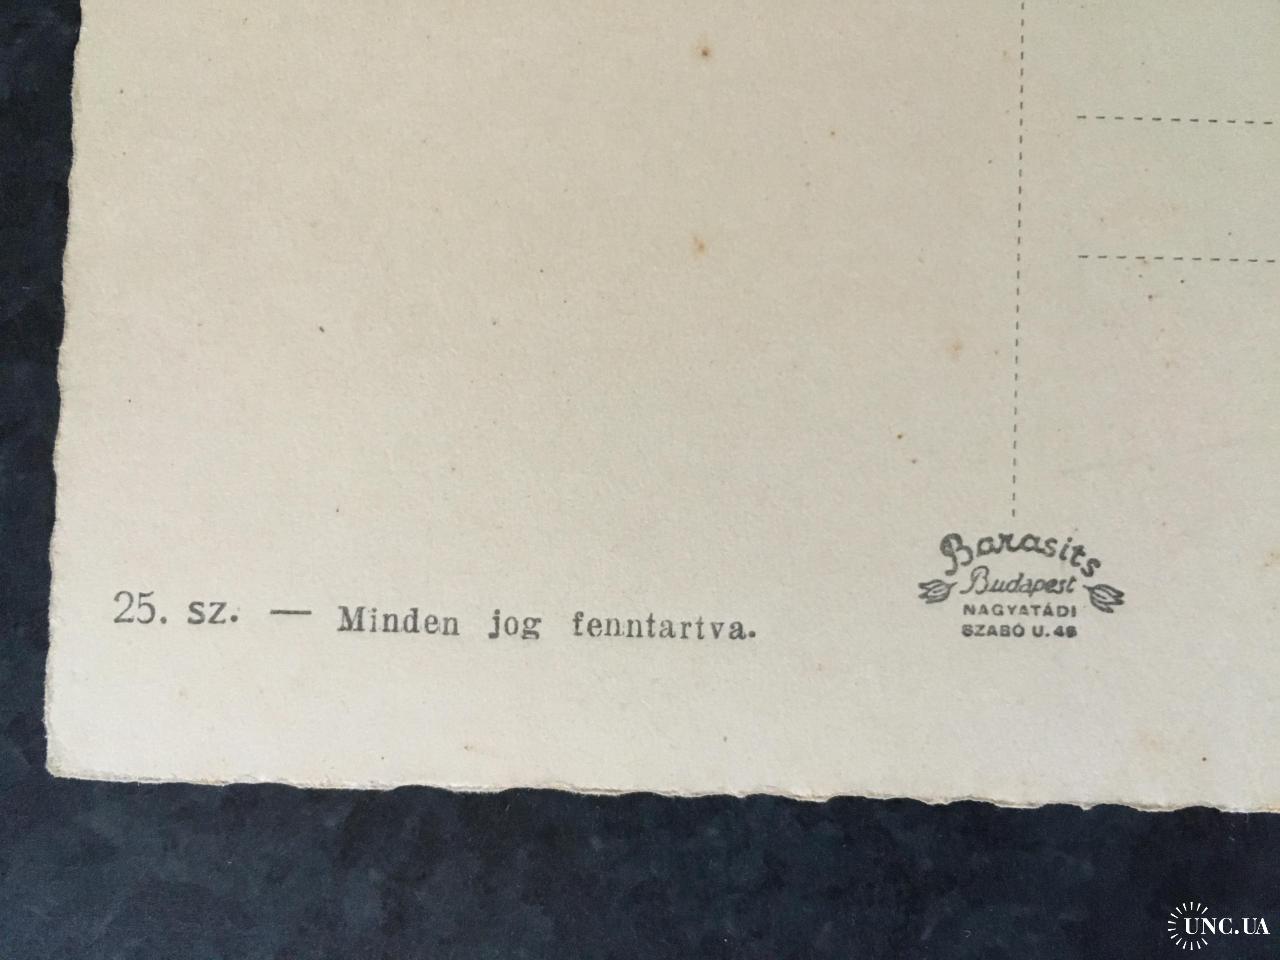 25. sz. — Minden jog fenntartva.
Barasits
Budapest
NAGYATÁDI
SZABÓ U. 46
UNC.UA